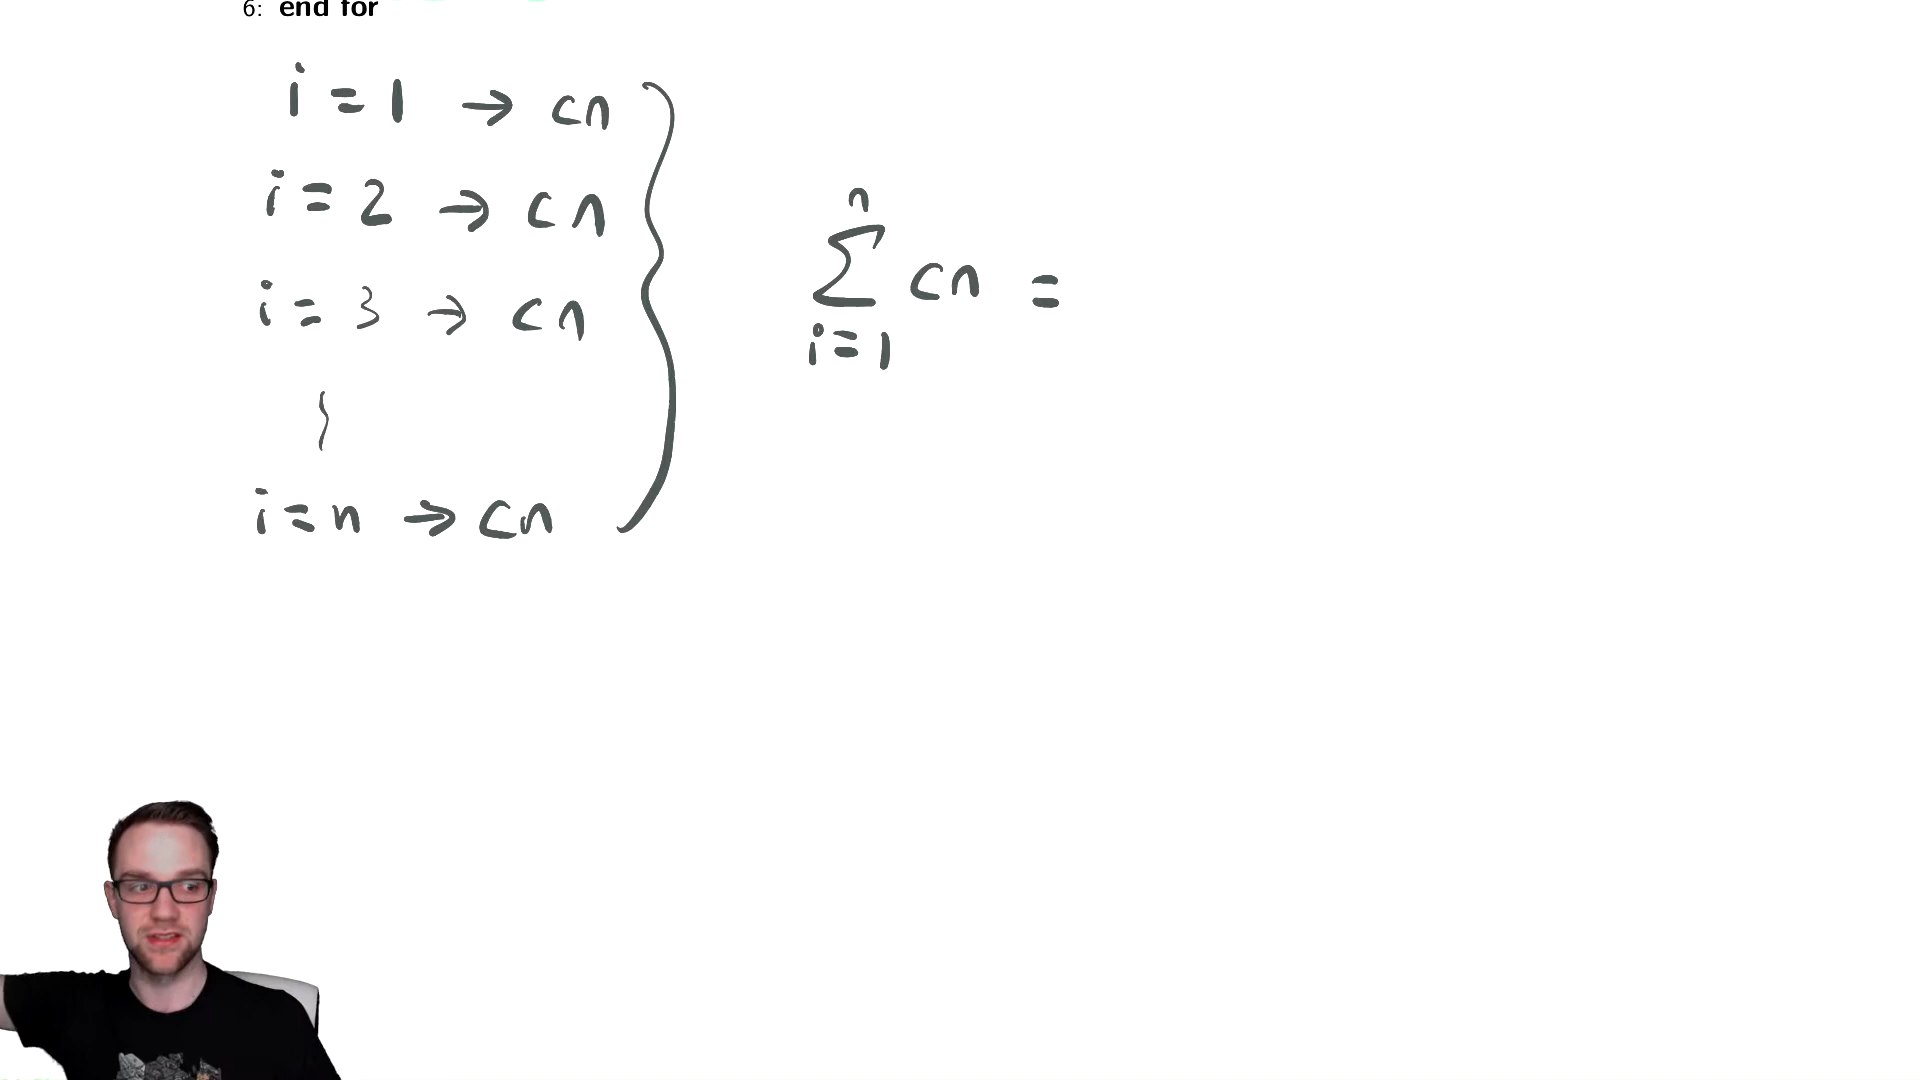 6: end for
i = 1 → cn
i = 2 → cn
i = 3 → cn
i = n → cn
n
∑ cn =
i = 1